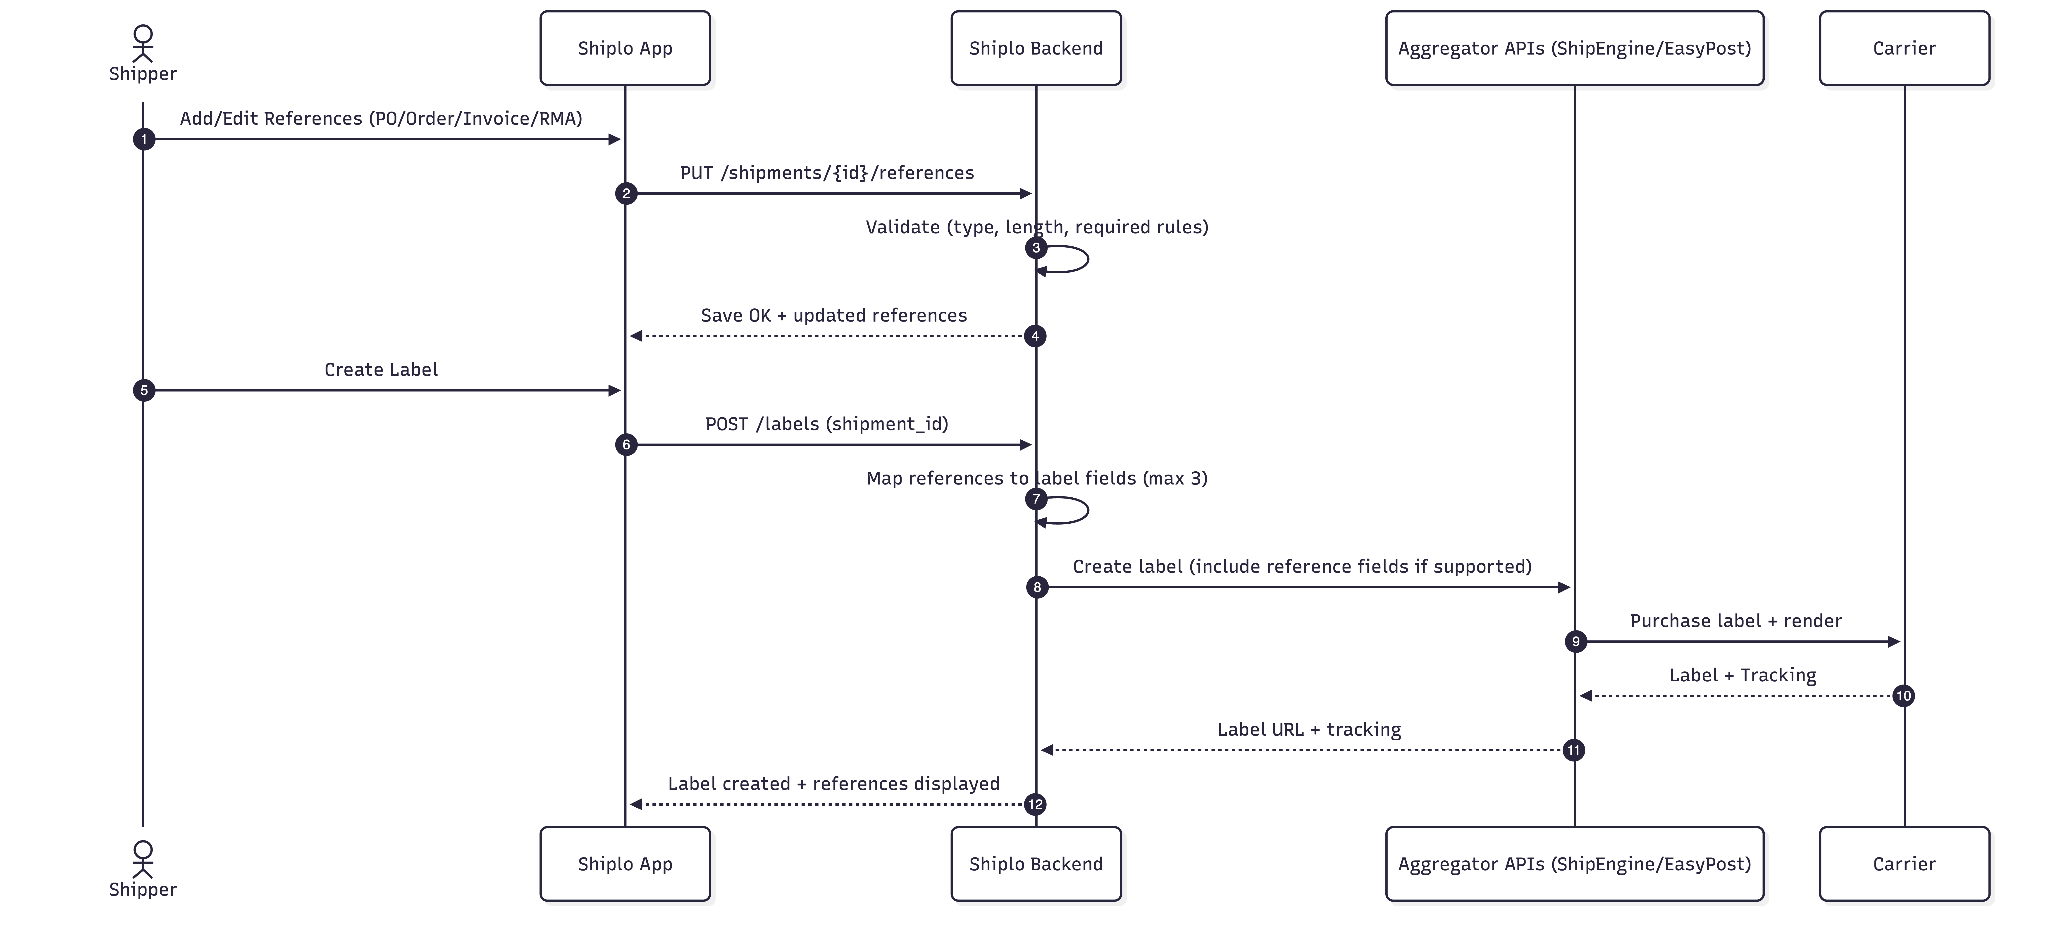 Shipper
Shiplo App
Shiplo Backend
Aggregator APIs (ShipEngine/EasyPost)
Carrier
Add/Edit References (PO/Order/Invoice/RMA)
1
PUT /shipments/{id}/references
2
Validate (type, length, required rules)
3
Save OK + updated references
4
Create Label
5
POST /labels (shipment_id)
6
Map references to label fields (max 3)
7
Create label (include reference fields if supported)
8
Purchase label + render
9
Label + Tracking
10
Label URL + tracking
11
Label created + references displayed
12
Shipper
Shiplo App
Shiplo Backend
Aggregator APIs (ShipEngine/EasyPost)
Carrier